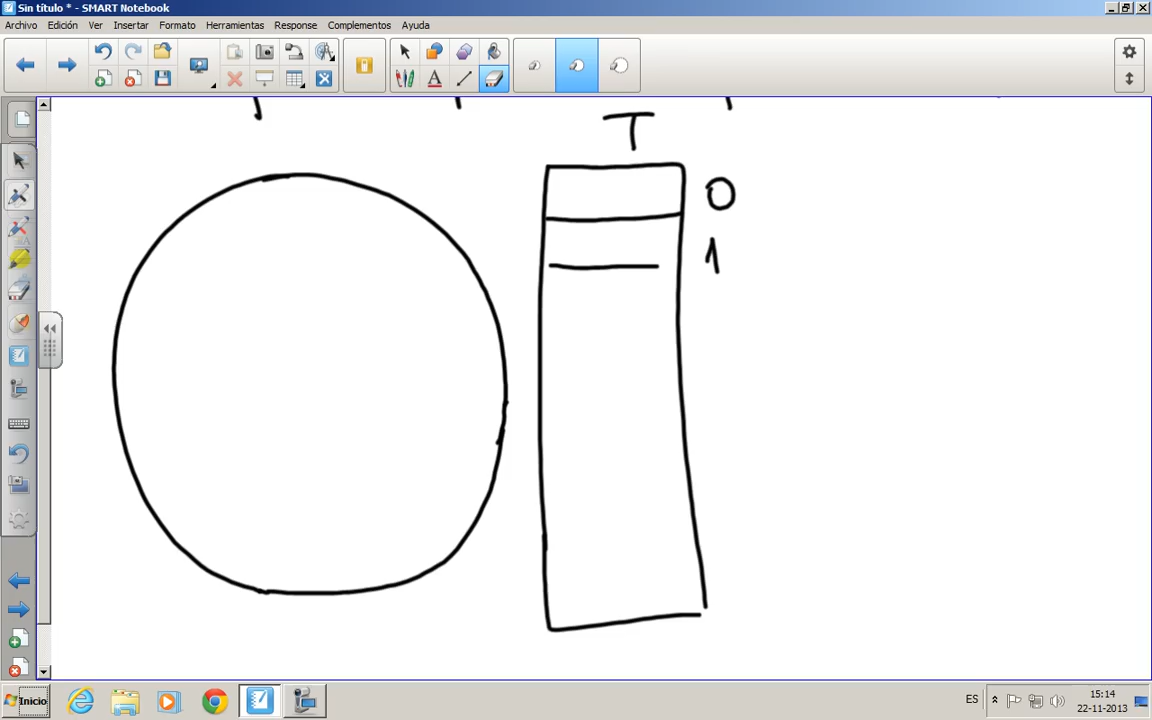 Sin título * - SMART Notebook
Archivo Edición Ver Insertar Formato Herramientas Response Complementos Ayuda
T
0
1
Inicio
ES
15:14
22-11-2013